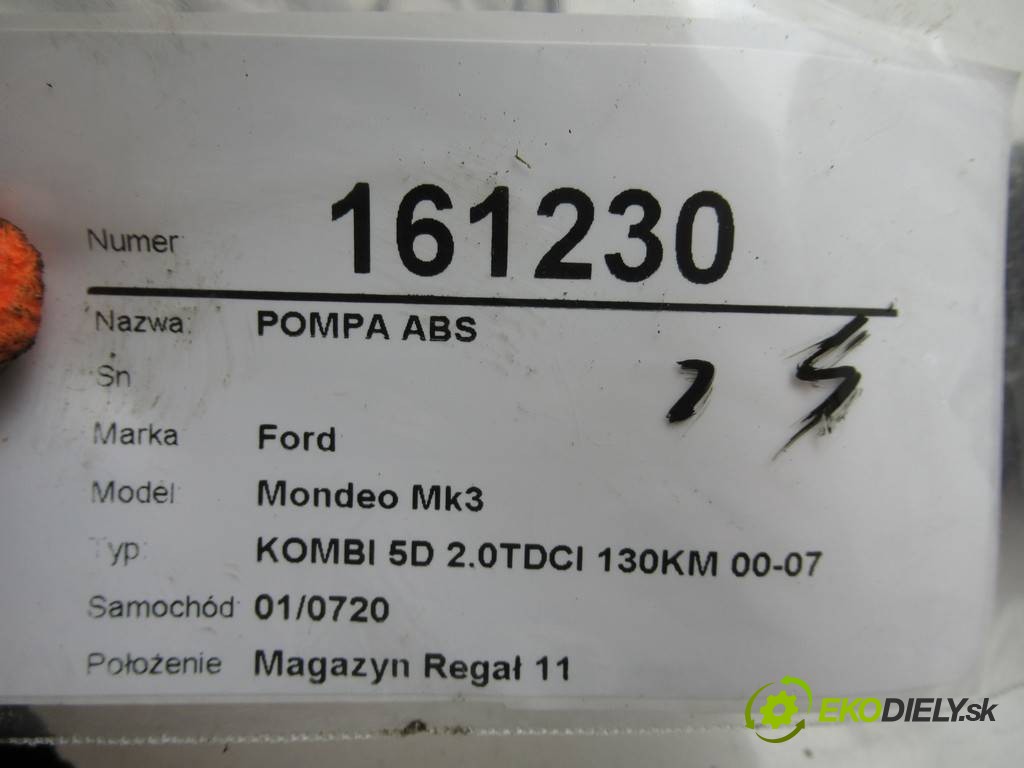 Numer 161230
Nazwa: POMPA ABS
Sn
Marka Ford
Model: Mondeo Mk3
Typ: KOMBI 5D 2.0TDCI 130KM 00-07
Samochód: 01/0720
Położenie Magazyn Regał 11
EKODIELY.sk